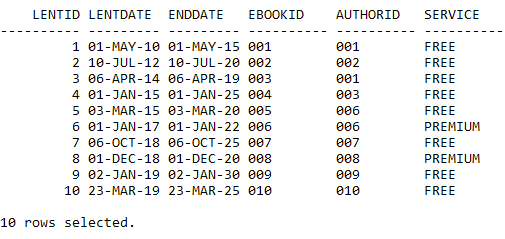 LENTID LENTDATE ENDDATE EBOOKID AUTHORID SERVICE
---------- --------- --------- ---------- ---------- ----------
1 01-MAY-10 01-MAY-15 001 001 FREE
2 10-JUL-12 10-JUL-20 002 002 FREE
3 06-APR-14 06-APR-19 003 001 FREE
4 01-JAN-15 01-JAN-25 004 003 FREE
5 03-MAR-15 03-MAR-20 005 006 FREE
6 01-JAN-17 01-JAN-22 006 006 PREMIUM
7 06-OCT-18 06-OCT-25 007 007 FREE
8 01-DEC-18 01-DEC-20 008 008 PREMIUM
9 02-JAN-19 02-JAN-30 009 009 FREE
10 23-MAR-19 23-MAR-25 010 010 FREE
10 rows selected.